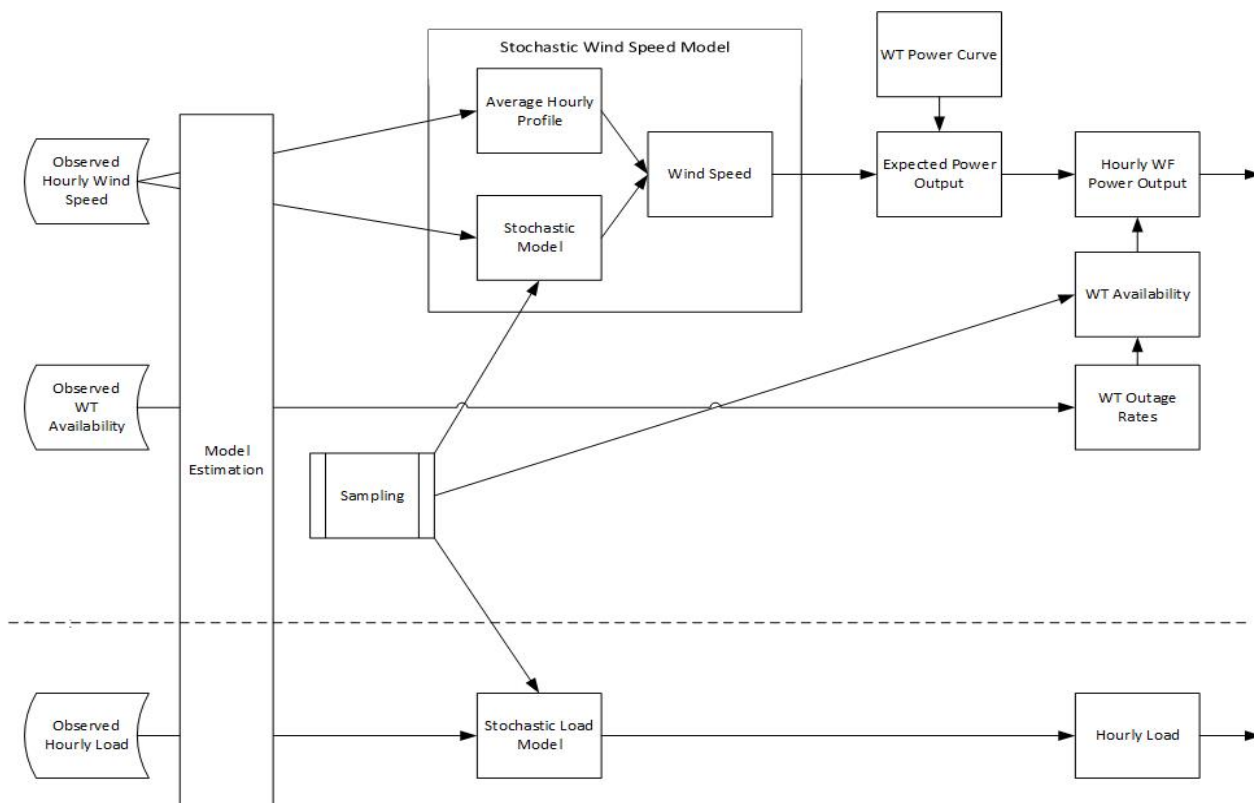 Stochastic Wind Speed Model
WT Power Curve
Average Hourly
Profile
Observed
Hourly Wind
Speed
Wind Speed
Expected Power
Output
Hourly WF
Power Output
Stochastic
Model
WT Availability
Observed
WT
Availability
WT Outage
Rates
Model
Estimation
Sampling
Observed
Hourly Load
Stochastic Load
Model
Hourly Load